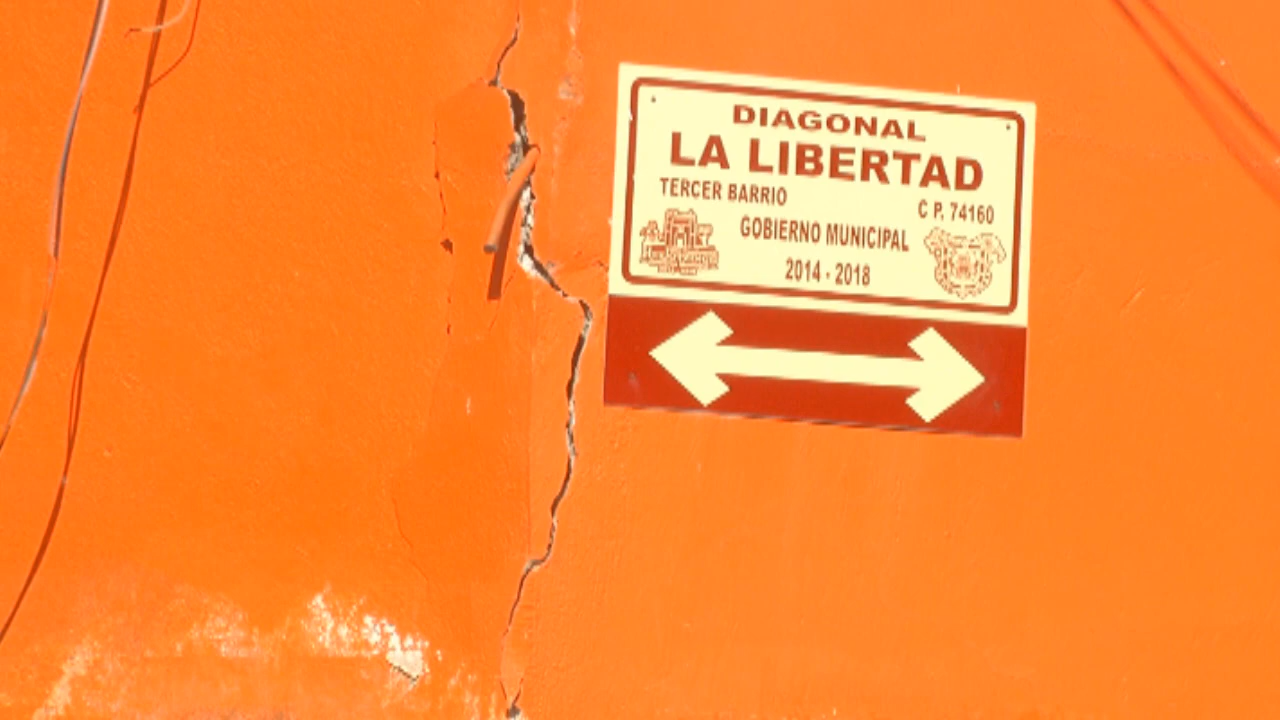 DIAGONAL
LA LIBERTAD
TERCER BARRIO
C P. 74160
GOBIERNO MUNICIPAL
2014 - 2018